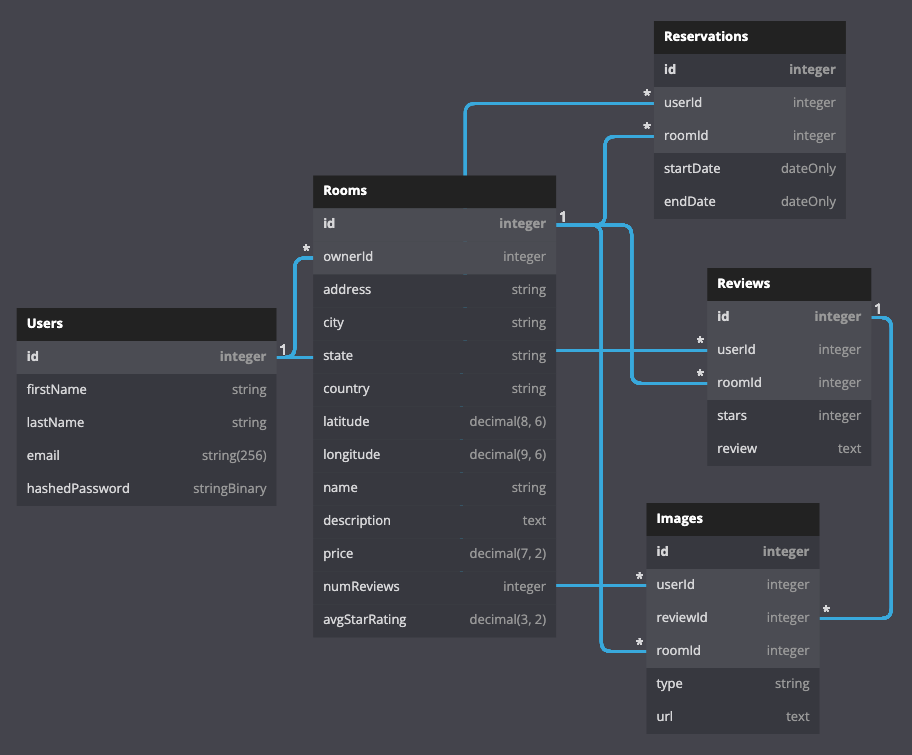 Reservations
id integer
* userId integer
* roomId integer
startDate dateOnly
endDate dateOnly
Rooms
id integer 1
* ownerId integer
address string
city string
state string
country string
latitude decimal(8, 6)
longitude decimal(9, 6)
name string
description text
price decimal(7, 2)
numReviews integer
avgStarRating decimal(3, 2)
Users
id integer 1
firstName string
lastName string
email string(256)
hashedPassword stringBinary
Reviews
id integer 1
* userId integer
* roomId integer
stars integer
review text
Images
id integer
* userId integer
reviewId integer *
* roomId integer
type string
url text